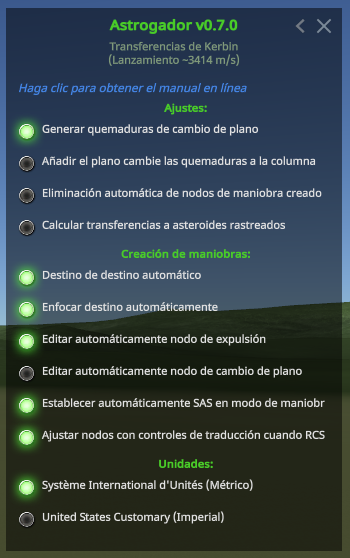 Astrogador v0.7.0
Transferencias de Kerbin
(Lanzamiento ~3414 m/s)
Haga clic para obtener el manual en línea
Ajustes:
Generar quemaduras de cambio de plano
Añadir el plano cambie las quemaduras a la columna
Eliminación automática de nodos de maniobra creado
Calcular transferencias a asteroides rastreados
Creación de maniobras:
Destino de destino automático
Enfocar destino automáticamente
Editar automáticamente nodo de expulsión
Editar automáticamente nodo de cambio de plano
Establecer automáticamente SAS en modo de maniobr
Ajustar nodos con controles de traducción cuando RCS
Unidades:
Système International d'Unités (Métrico)
United States Customary (Imperial)